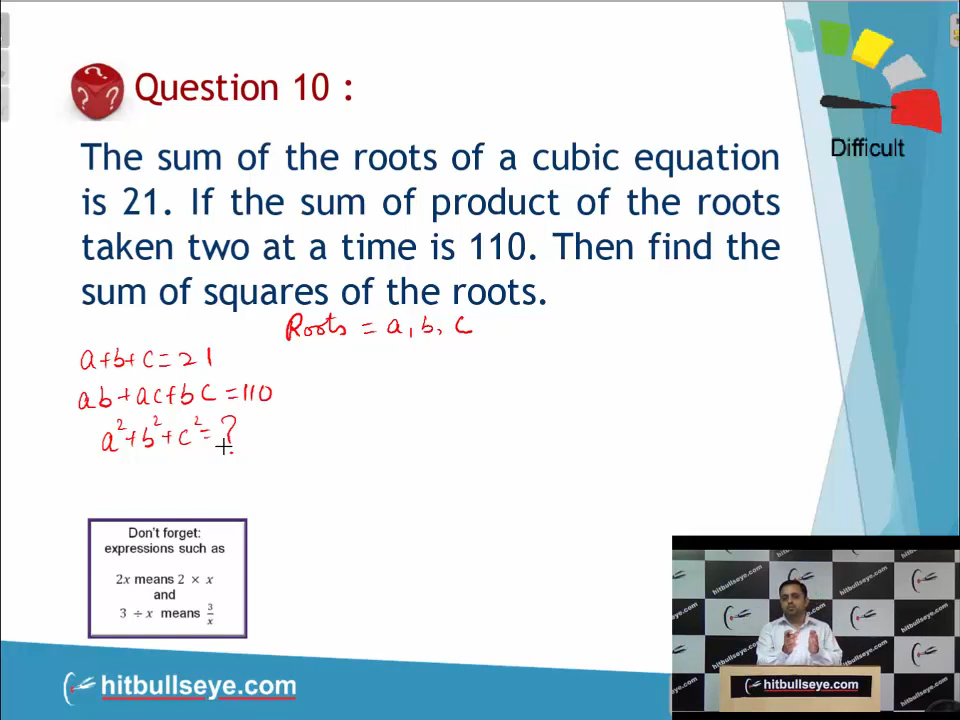 Question 10 :
Difficult
The sum of the roots of a cubic equation
is 21. If the sum of product of the roots
taken two at a time is 110. Then find the
sum of squares of the roots.
Roots = a, b, c
a+b+c=21
ab+ac+bc=110
a²+b²+c²=?
Don't forget:
expressions such as
2x means 2 × x
and
3 ÷ x means 3/x
hitbullseye.com
hitbullseye.com